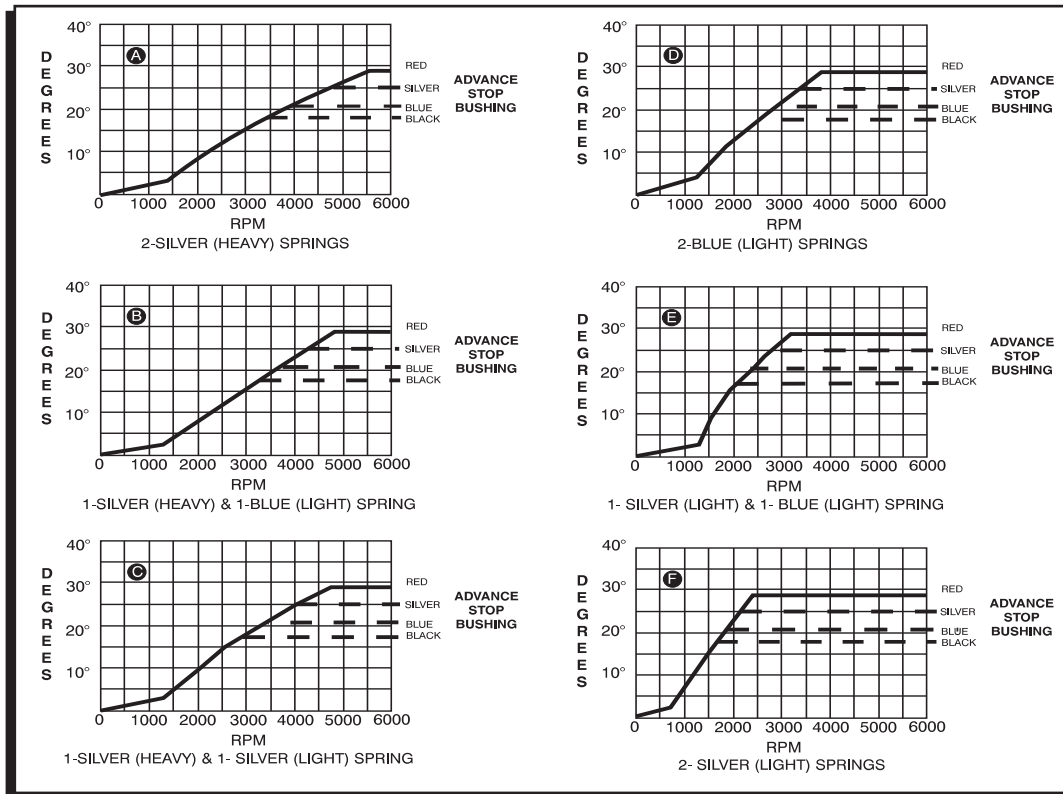 A
DEGREES
40°
30°
20°
10°
0 1000 2000 3000 4000 5000 6000
RPM
2-SILVER (HEAVY) SPRINGS
RED
SILVER
BLUE
BLACK
ADVANCE
STOP
BUSHING
D
DEGREES
40°
30°
20°
10°
0 1000 2000 3000 4000 5000 6000
RPM
2-BLUE (LIGHT) SPRINGS
RED
SILVER
BLUE
BLACK
ADVANCE
STOP
BUSHING
B
DEGREES
40°
30°
20°
10°
0 1000 2000 3000 4000 5000 6000
RPM
1-SILVER (HEAVY) & 1-BLUE (LIGHT) SPRING
RED
SILVER
BLUE
BLACK
ADVANCE
STOP
BUSHING
E
DEGREES
40°
30°
20°
10°
0 1000 2000 3000 4000 5000 6000
RPM
1- SILVER (LIGHT) & 1- BLUE (LIGHT) SPRING
RED
SILVER
BLUE
BLACK
ADVANCE
STOP
BUSHING
C
DEGREES
40°
30°
20°
10°
0 1000 2000 3000 4000 5000 6000
RPM
1-SILVER (HEAVY) & 1- SILVER (LIGHT) SPRING
RED
SILVER
BLUE
BLACK
ADVANCE
STOP
BUSHING
F
DEGREES
40°
30°
20°
10°
0 1000 2000 3000 4000 5000 6000
RPM
2- SILVER (LIGHT) SPRINGS
RED
SILVER
BLUE
BLACK
ADVANCE
STOP
BUSHING